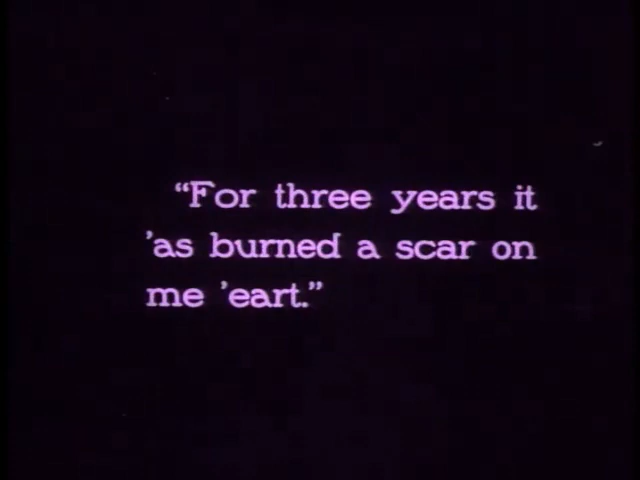 “For three years it
’as burned a scar on
me ’eart.”